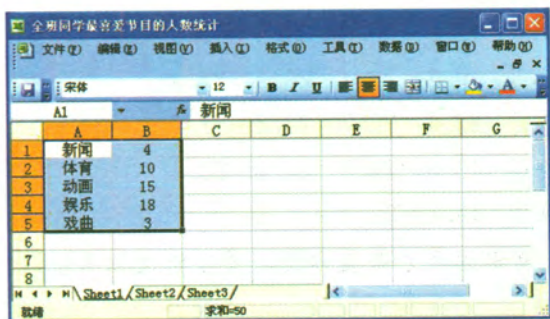 全班同学最喜爱节目的人数统计
文件(F) 编辑(E) 视图(V) 插入(I) 格式(O) 工具(T) 数据(D) 窗口(W) 帮助(H)
宋体 12 B I U A
A1 fx 新闻
A B C D E F G
1 新闻 4
2 体育 10
3 动画 15
4 娱乐 18
5 戏曲 3
6
7
8
Sheet1 Sheet2 Sheet3
就绪 求和=50